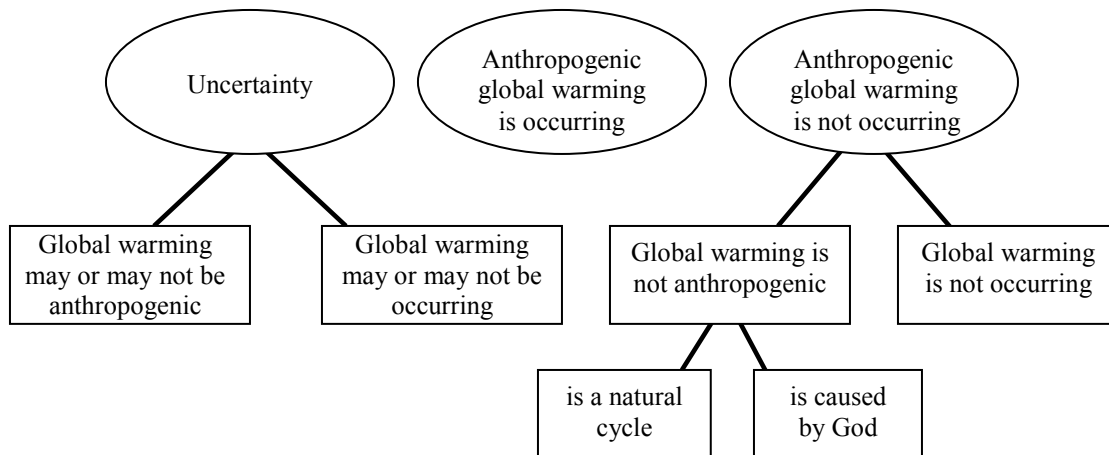 Uncertainty
Anthropogenic
global warming
is occurring
Anthropogenic
global warming
is not occurring
Global warming
may or may not be
anthropogenic
Global warming
may or may not be
occurring
Global warming is
not anthropogenic
Global warming
is not occurring
is a natural
cycle
is caused
by God